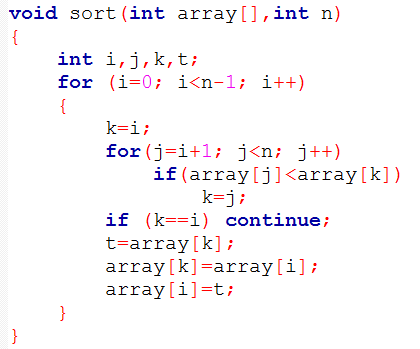 void sort(int array[],int n)
{
    int i,j,k,t;
    for (i=0; i<n-1; i++)
    {
        k=i;
        for(j=i+1; j<n; j++)
            if(array[j]<array[k])
                k=j;
        if (k==i) continue;
        t=array[k];
        array[k]=array[i];
        array[i]=t;
    }
}